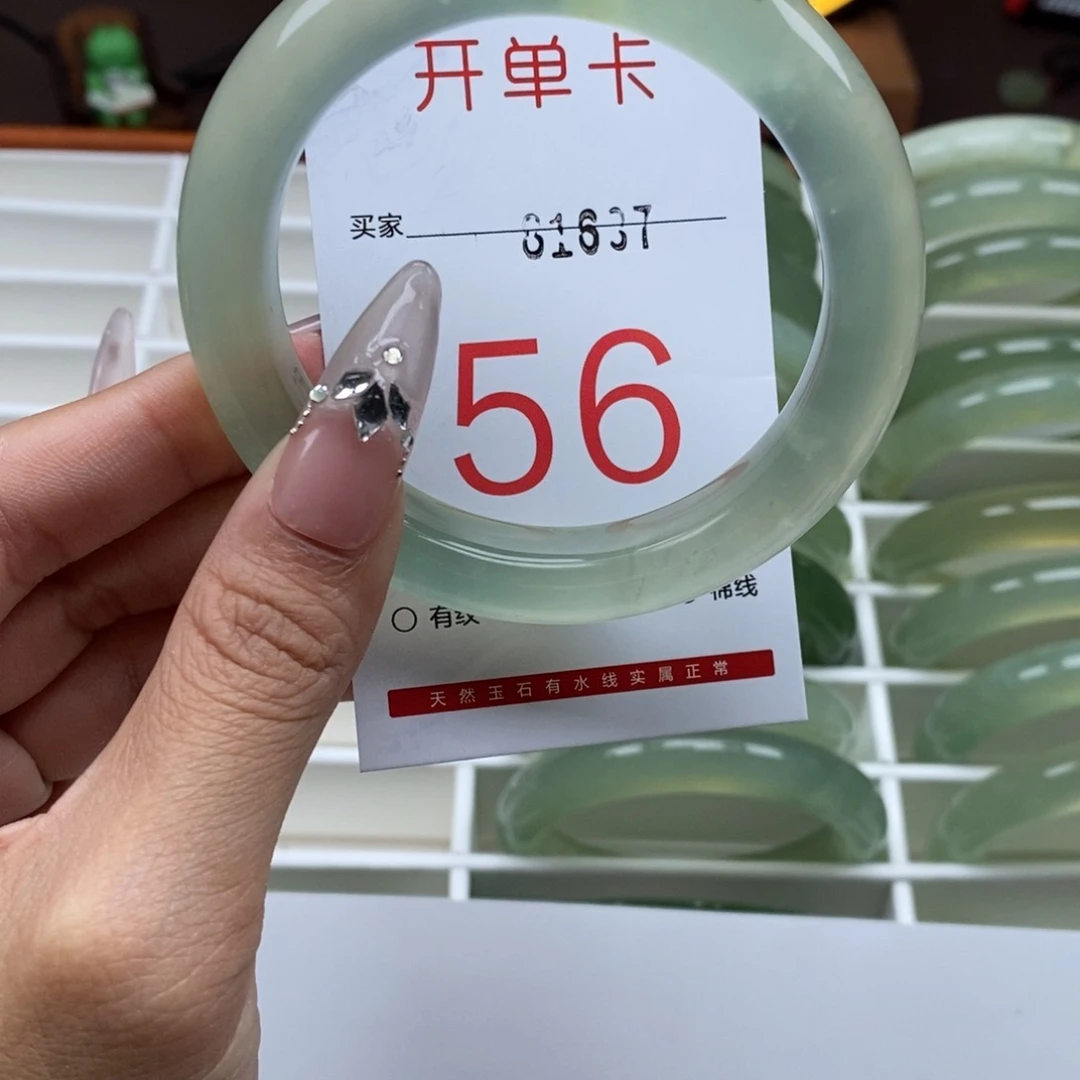 开单卡
买家 81637
56
有纹 棉线
天然玉石有水线实属正常